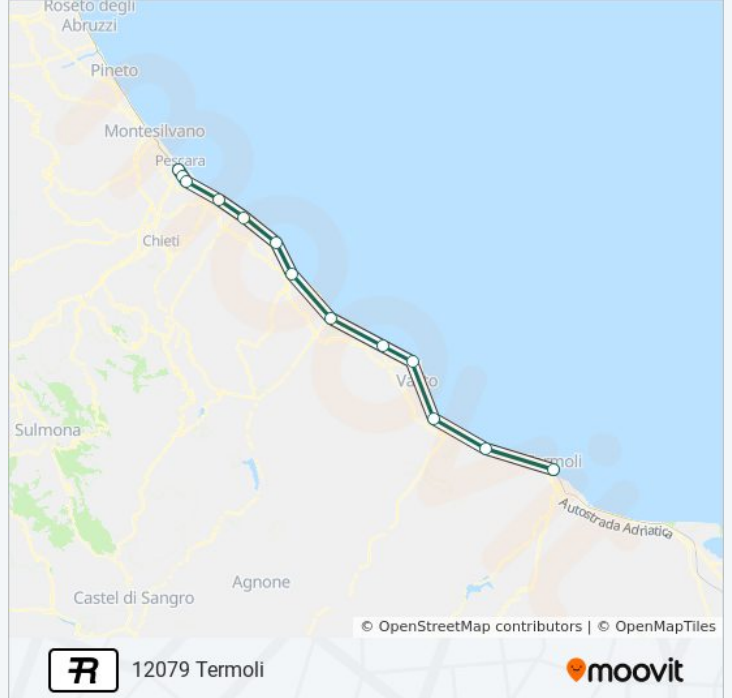 Roseto degli
Abruzzi
Pineto
Montesilvano
Pescara
Chieti
Vasto
Sulmona
Termoli
Autostrada Adriatica
Agnone
Castel di Sangro
© OpenStreetMap contributors | © OpenMapTiles
R 12079 Termoli
moovit